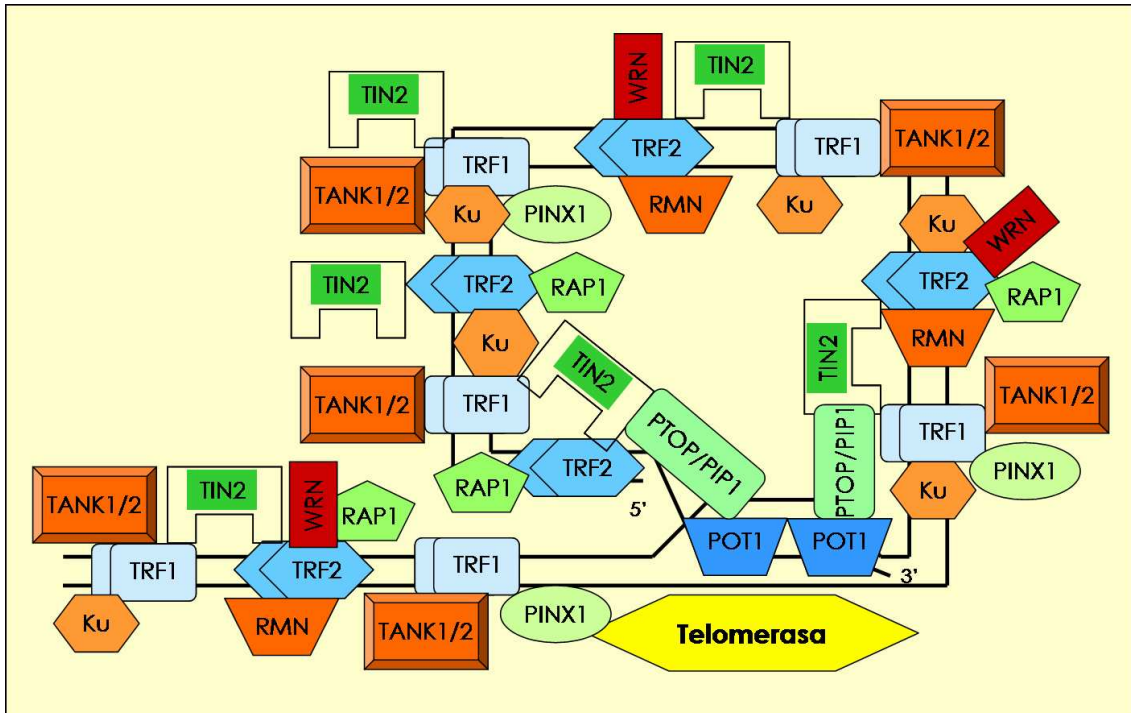 WRN
TIN2
TIN2
TRF1
TRF2
TRF1
TANK1/2
TANK1/2
Ku
PINX1
RMN
Ku
Ku
WRN
TIN2
TRF2
RAP1
TRF2
RAP1
Ku
TIN2
RMN
TIN2
TANK1/2
TRF1
TANK1/2
PTOP/PIP1
PTOP/PIP1
TRF1
RAP1
TRF2
PINX1
TANK1/2
TIN2
WRN
RAP1
5'
Ku
POT1
POT1
TRF1
TRF2
TRF1
3'
Ku
RMN
TANK1/2
PINX1
Telomerasa